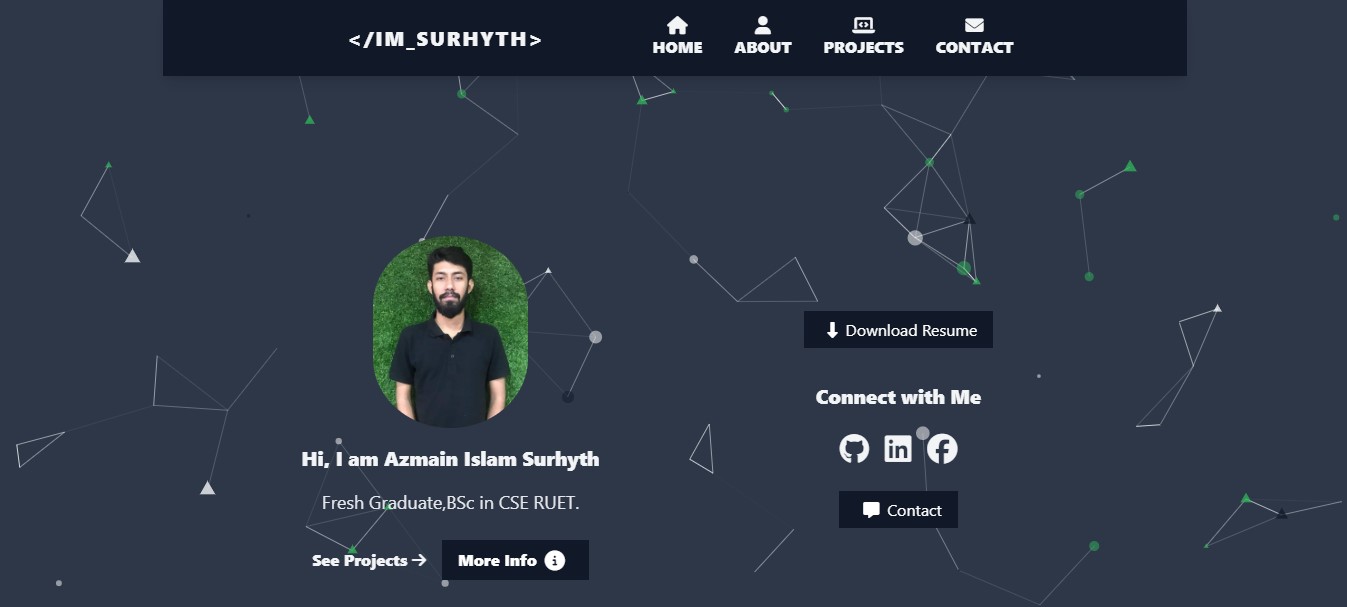 </IM_SURHYTH>
HOME
ABOUT
PROJECTS
CONTACT
Hi, I am Azmain Islam Surhyth
Fresh Graduate,BSc in CSE RUET.
See Projects
More Info
Download Resume
Connect with Me
Contact